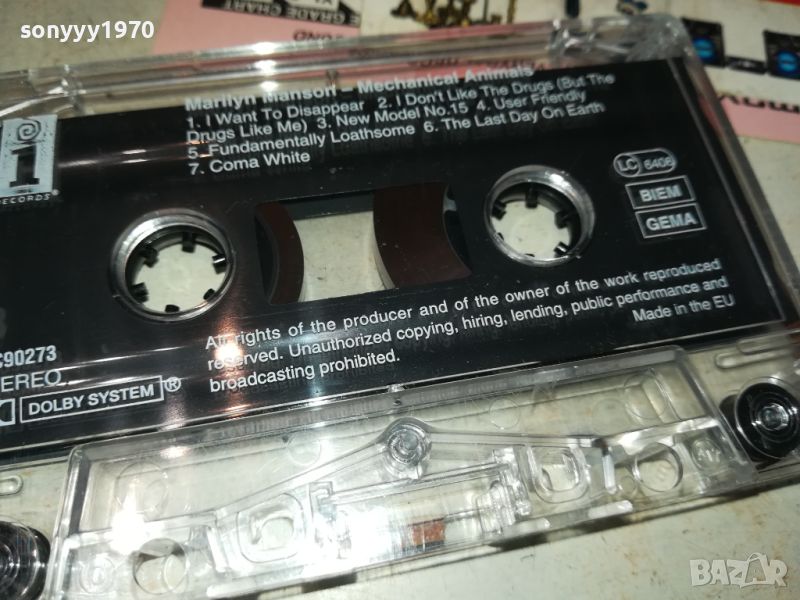 sonyyy1970
E GRADE CHART
Marilyn Manson - Mechanical Animals
1. I Want To Disappear 2. I Don't Like The Drugs (But The
Drugs Like Me) 3. New Model No.15 4. User Friendly
5. Fundamentally Loathsome 6. The Last Day On Earth
7. Coma White
i
RECORDS
LC 6406
BIEM
GEMA
All rights of the producer and of the owner of the work reproduced
reserved. Unauthorized copying, hiring, lending, public performance and
broadcasting prohibited.
Made in the EU
C90273
TEREO
DOLBY SYSTEM®
BAZAR